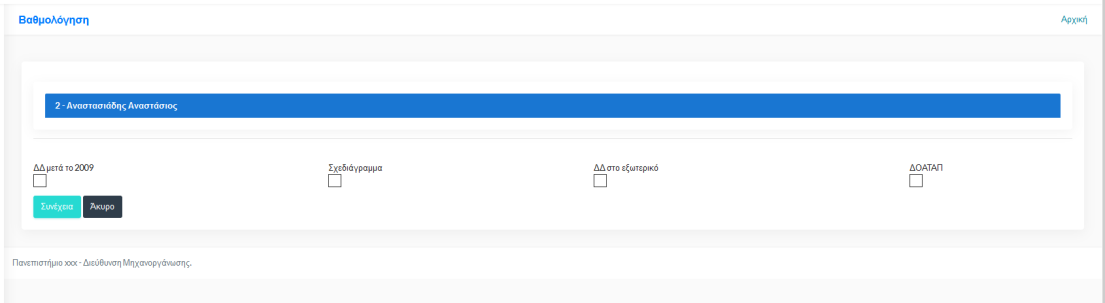 Βαθμολόγηση
Αρχική
2 - Αναστασιάδης Αναστάσιος
ΔΔ μετά το 2009
Σχεδιάγραμμα
ΔΔ στο εξωτερικό
ΔΟΑΤΑΠ
Συνέχεια
Άκυρο
Πανεπιστήμιο xxx - Διεύθυνση Μηχανοργάνωσης.